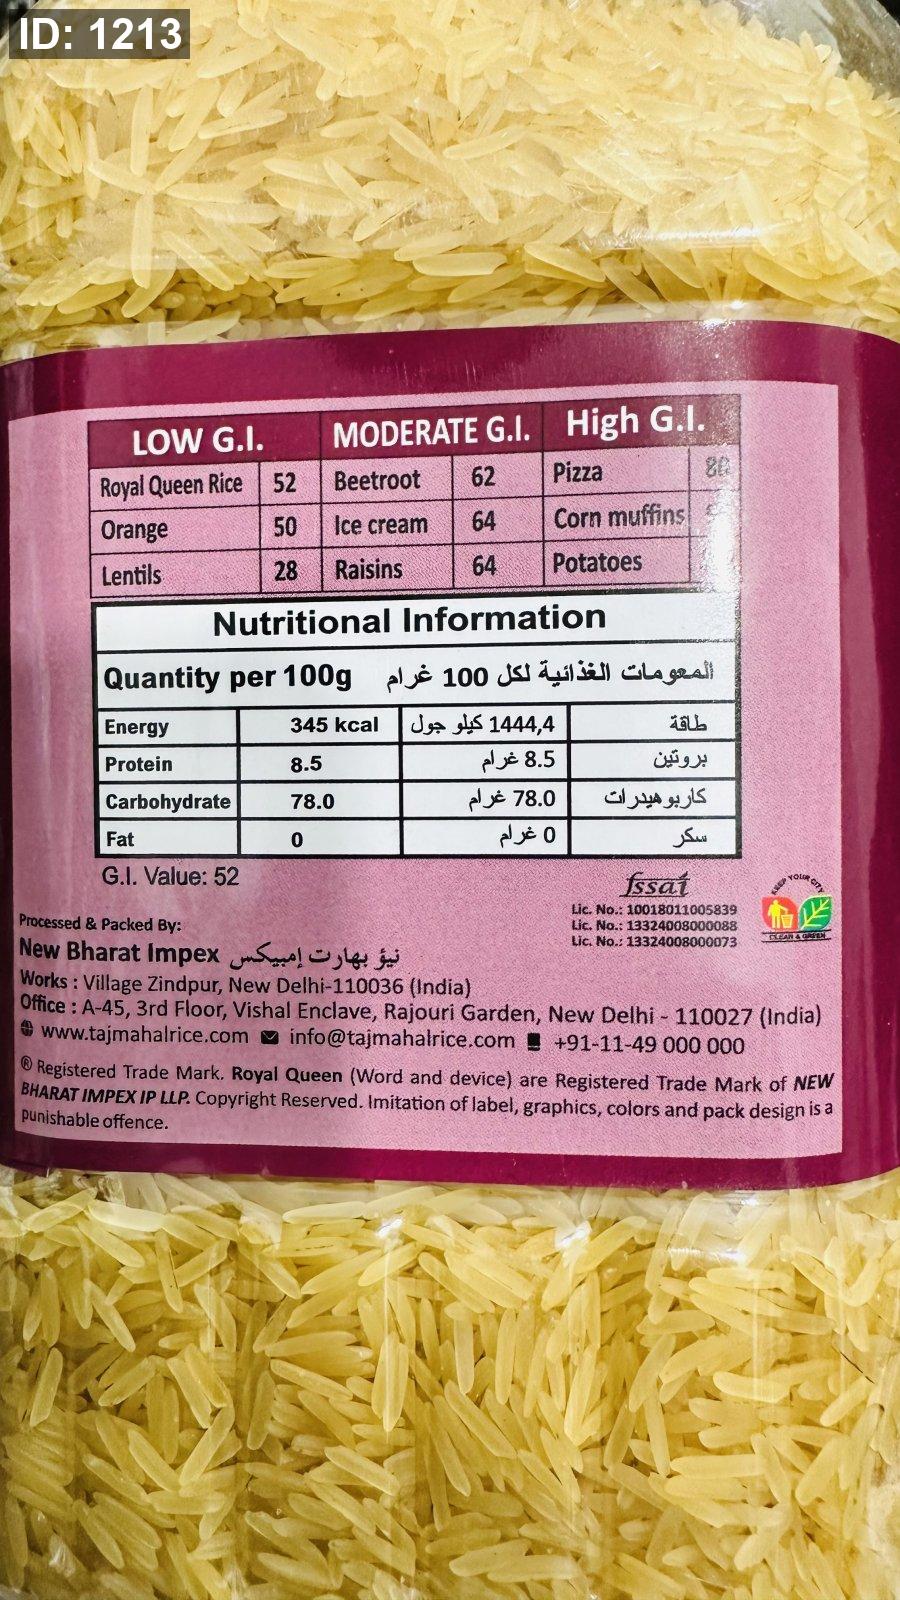 ID: 1213
LOW G.I. MODERATE G.I. High G.I.
Royal Queen Rice 52 Beetroot 62 Pizza 80
Orange 50 Ice cream 64 Corn muffins
Lentils 28 Raisins 64 Potatoes
Nutritional Information
Quantity per 100g المعومات الغذائية لكل 100 غرام
Energy 345 kcal 1444,4 كيلو جول طاقة
Protein 8.5 8.5 غرام بروتين
Carbohydrate 78.0 78.0 غرام كاربوهيدرات
Fat 0 0 غرام سكر
G.I. Value: 52
fssai
Lic. No.: 10018011005839
Lic. No.: 13324008000088
Lic. No.: 13324008000073
KEEP YOUR CITY
CLEAN & GREEN
Processed & Packed By:
New Bharat Impex نيؤ بهارت إمبيكس
Works : Village Zindpur, New Delhi-110036 (India)
Office : A-45, 3rd Floor, Vishal Enclave, Rajouri Garden, New Delhi - 110027 (India)
www.tajmahalrice.com info@tajmahalrice.com +91-11-49 000 000
® Registered Trade Mark. Royal Queen (Word and device) are Registered Trade Mark of NEW
BHARAT IMPEX IP LLP. Copyright Reserved. Imitation of label, graphics, colors and pack design is a
punishable offence.